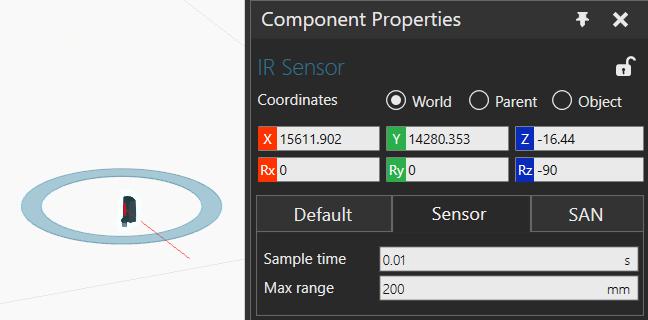 Component Properties
IR Sensor
Coordinates World Parent Object
X 15611.902 Y 14280.353 Z -16.44
Rx 0 Ry 0 Rz -90
Default Sensor SAN
Sample time 0.01 s
Max range 200 mm